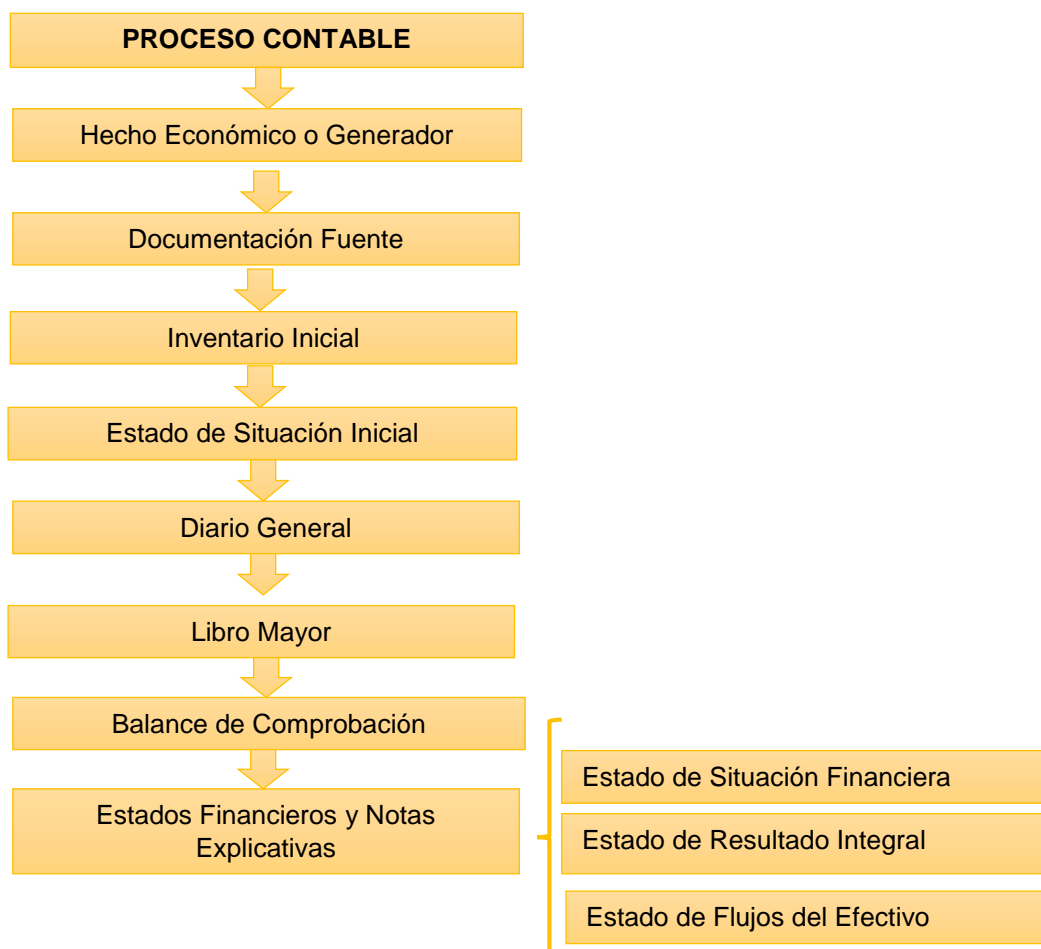 PROCESO CONTABLE
Hecho Económico o Generador
Documentación Fuente
Inventario Inicial
Estado de Situación Inicial
Diario General
Libro Mayor
Balance de Comprobación
Estados Financieros y Notas
Explicativas
Estado de Situación Financiera
Estado de Resultado Integral
Estado de Flujos del Efectivo